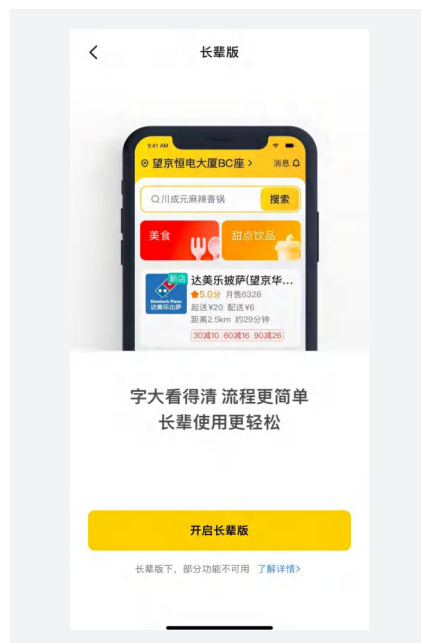 长辈版
9:41 AM
望京恒电大厦BC座
消息
川成元麻辣香锅
搜索
美食
甜点饮品
新店
Domino's Pizza
达美乐比萨
达美乐披萨(望京华...
5.0分 月售6328
起送¥20 配送¥6
距离2.5km 约29分钟
30减10 60减16 90减26
字大看得清 流程更简单
长辈使用更轻松
开启长辈版
长辈版下，部分功能不可用 了解详情>